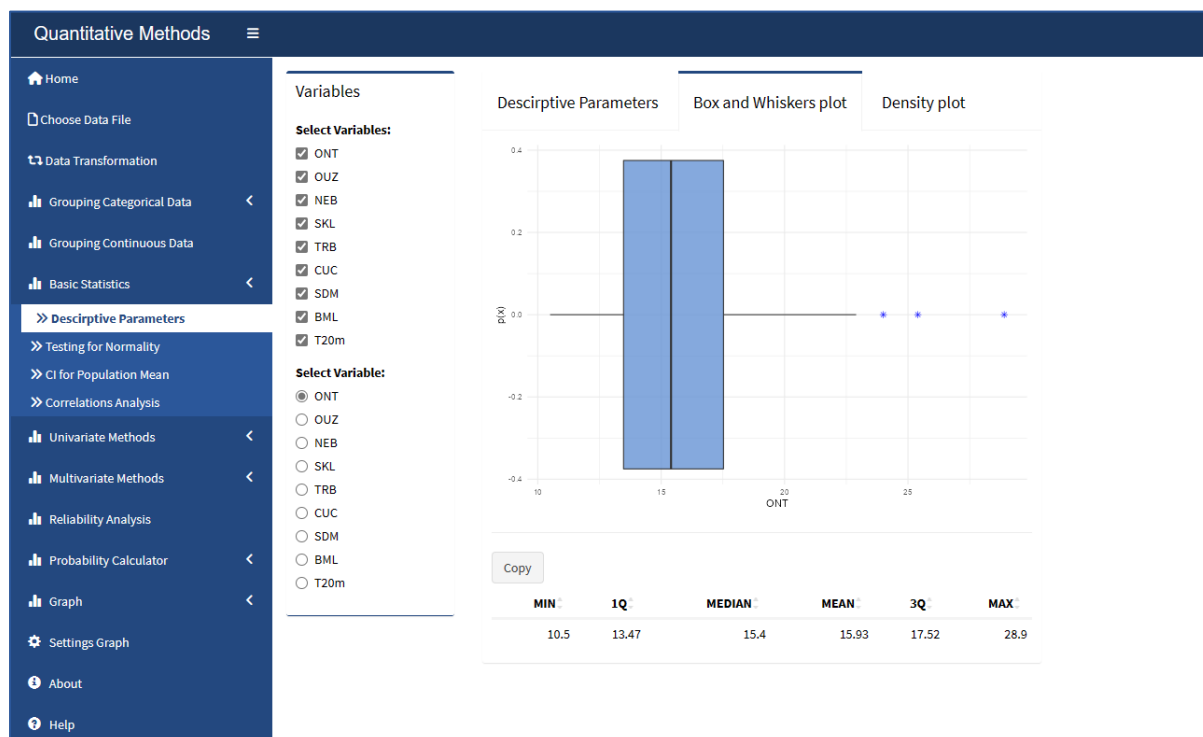 Quantitative Methods
Home
Choose Data File
Data Transformation
Grouping Categorical Data
Grouping Continuous Data
Basic Statistics
Descirptive Parameters
Testing for Normality
CI for Population Mean
Correlations Analysis
Univariate Methods
Multivariate Methods
Reliability Analysis
Probability Calculator
Graph
Settings Graph
About
Help
Variables
Select Variables:
ONT
OUZ
NEB
SKL
TRB
CUC
SDM
BML
T20m
Select Variable:
ONT
OUZ
NEB
SKL
TRB
CUC
SDM
BML
T20m
Descirptive Parameters Box and Whiskers plot Density plot
0.4
0.2
0.0
-0.2
-0.4
p(x)
10 15 20 25
ONT
Copy
MIN 1Q MEDIAN MEAN 3Q MAX
10.5 13.47 15.4 15.93 17.52 28.9